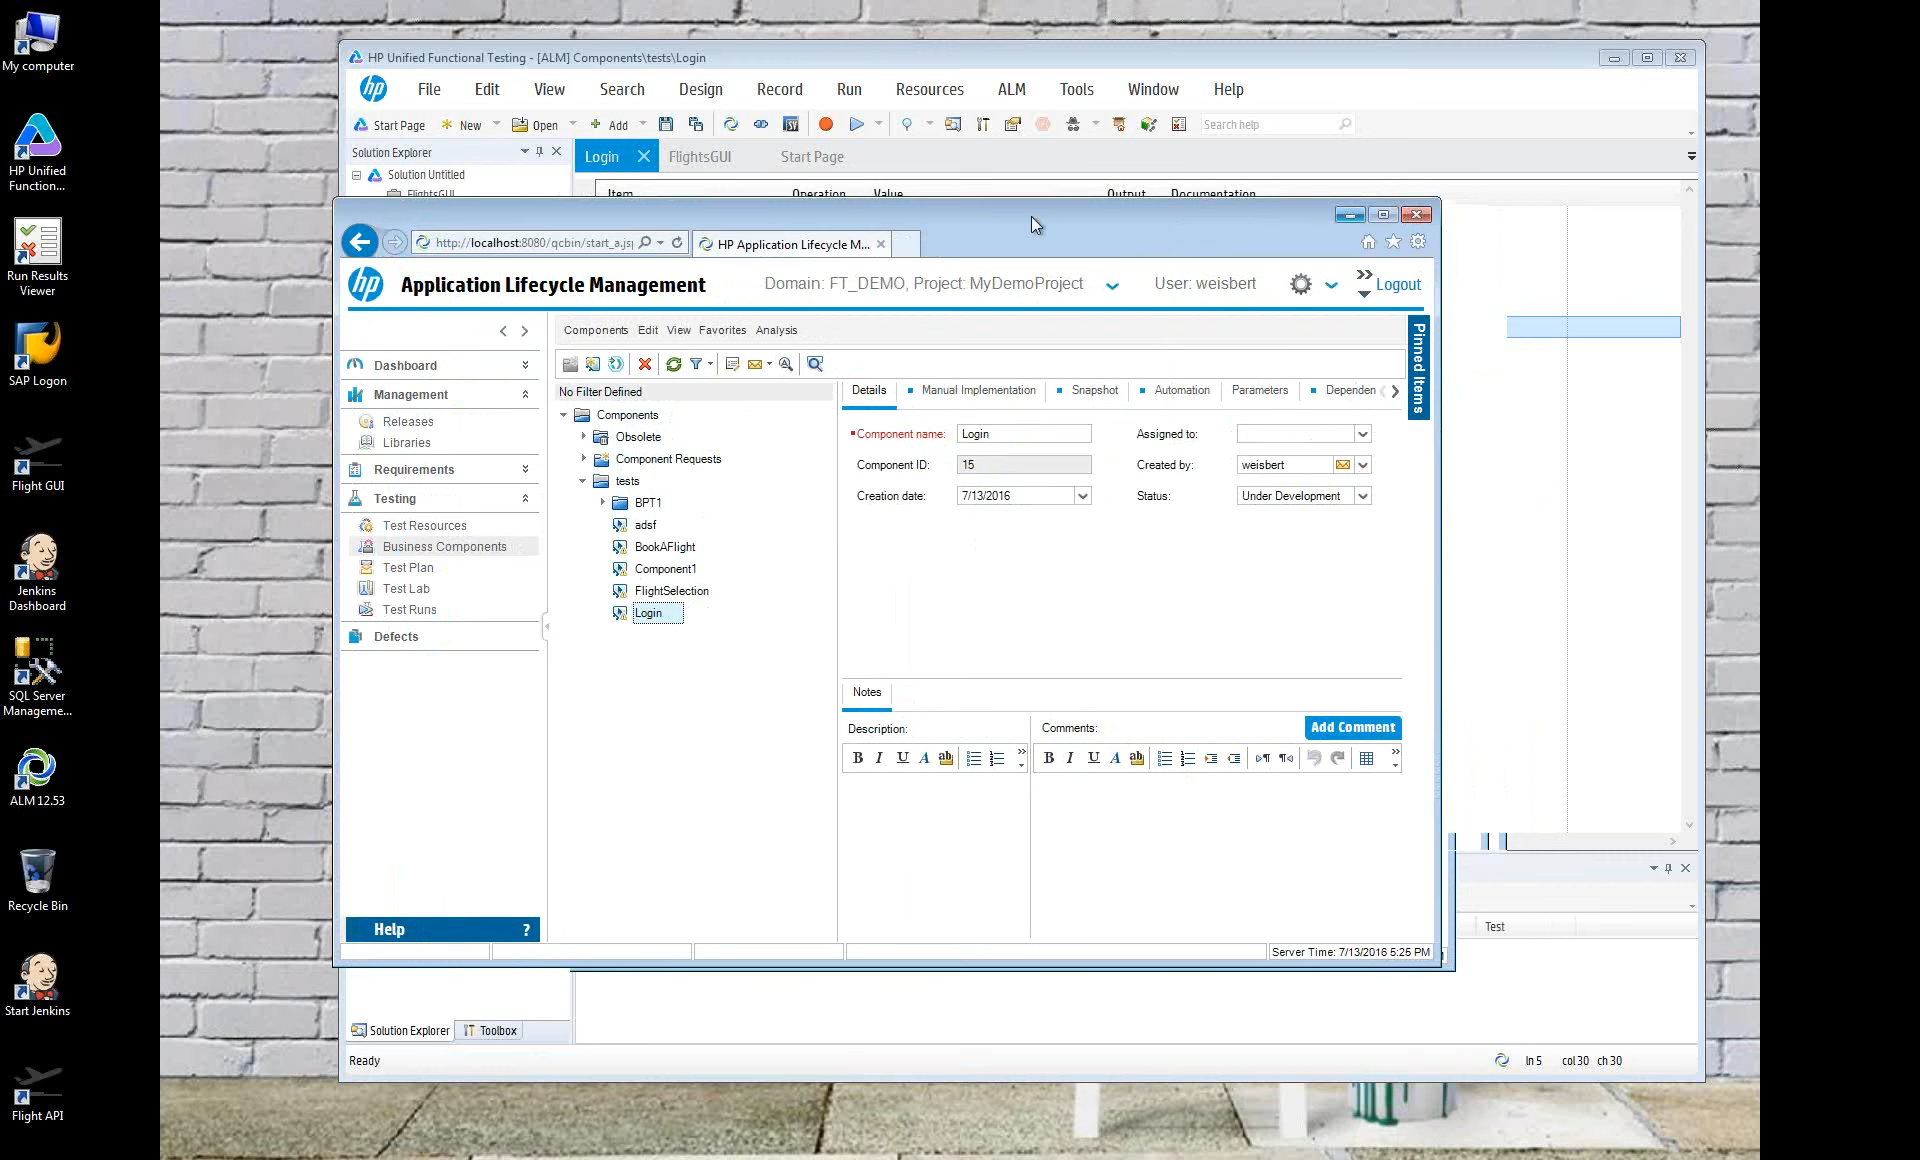 My computer
HP Unified
Function...
Run Results
Viewer
SAP Logon
Flight GUI
Jenkins
Dashboard
SQL Server
Manageme...
ALM 12.53
Recycle Bin
Start Jenkins
Flight API
HP Unified Functional Testing - [ALM] Components\tests\Login
hp File Edit View Search Design Record Run Resources ALM Tools Window Help
Start Page New Open Add Search help
Solution Explorer
Login FlightsGUI Start Page
Solution Untitled
FlightsGUI
Item Operation Value Output Documentation
http://localhost:8080/qcbin/start_a.jsp
HP Application Lifecycle M...
hp Application Lifecycle Management Domain: FT_DEMO, Project: MyDemoProject User: weisbert Logout
Components Edit View Favorites Analysis
Pinned Items
Dashboard
Management
Releases
Libraries
Requirements
Testing
Test Resources
Business Components
Test Plan
Test Lab
Test Runs
Defects
Help ?
No Filter Defined
Components
Obsolete
Component Requests
tests
BPT1
adsf
BookAFlight
Component1
FlightSelection
Login
Details Manual Implementation Snapshot Automation Parameters Dependen
*Component name: Login Assigned to:
Component ID: 15 Created by: weisbert
Creation date: 7/13/2016 Status: Under Development
Notes
Description: Comments: Add Comment
B I U A ab B I U A ab
Server Time: 7/13/2016 5:25 PM
Test
Solution Explorer Toolbox
Ready ln 5 col 30 ch 30